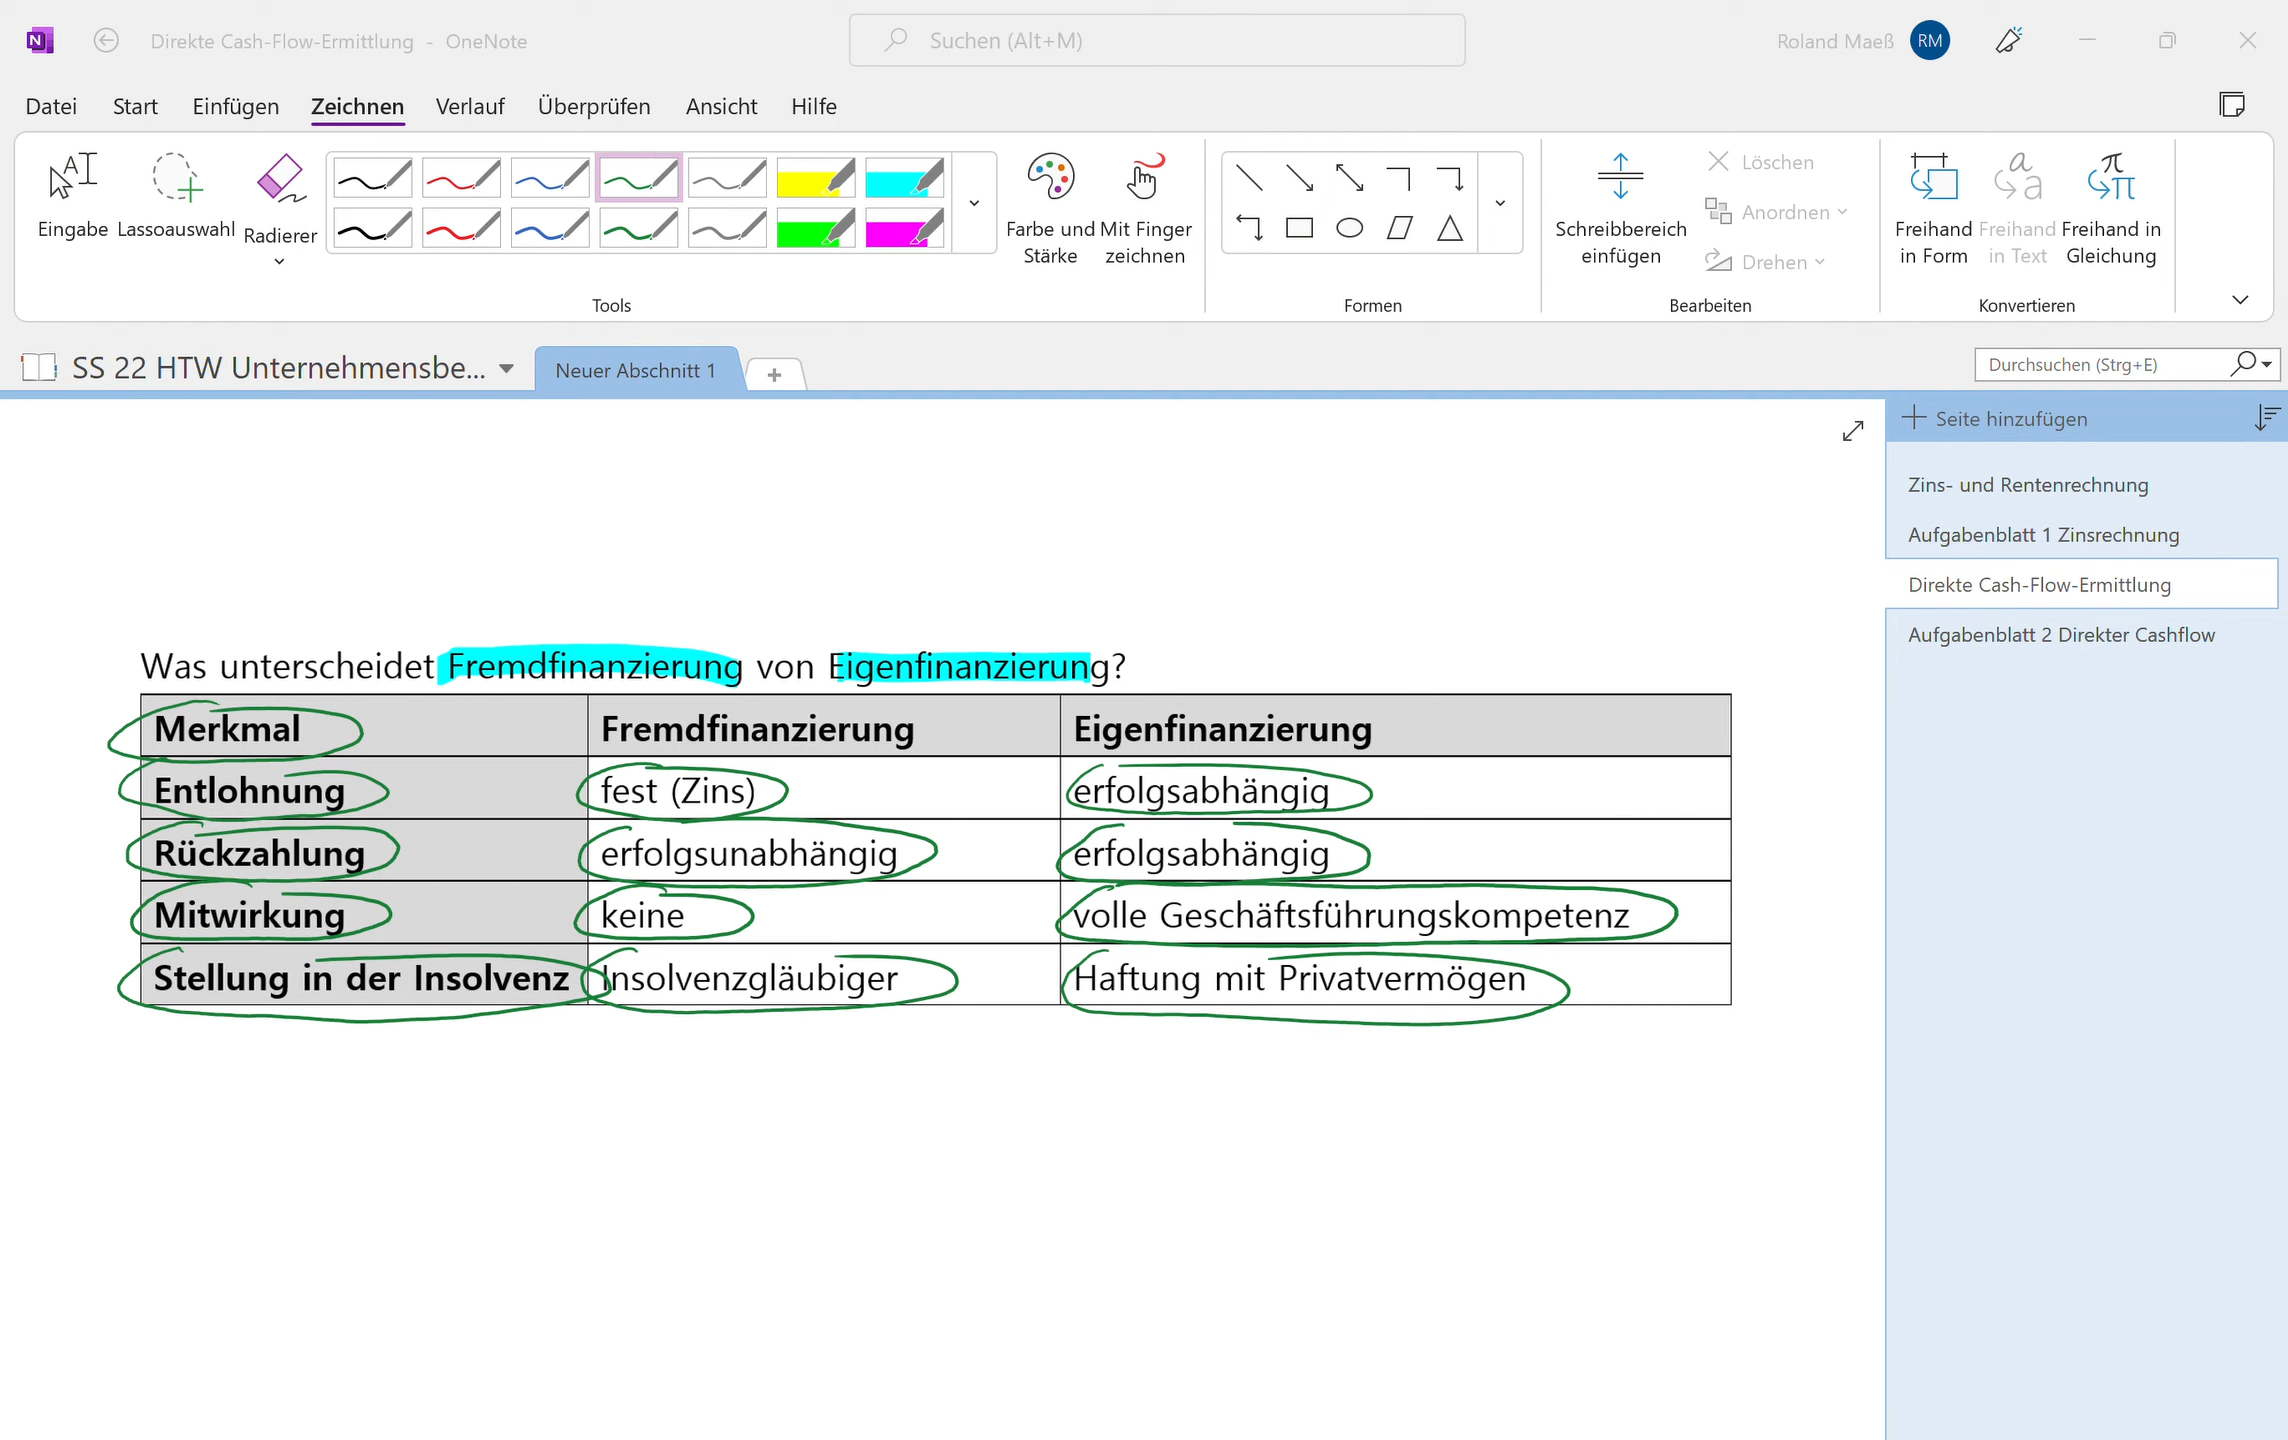 Direkte Cash-Flow-Ermittlung - OneNote
Suchen (Alt+M)
Roland Maeß RM
Datei Start Einfügen Zeichnen Verlauf Überprüfen Ansicht Hilfe
Eingabe Lassoauswahl Radierer
Farbe und Stärke
Mit Finger zeichnen
Tools
Formen
Schreibbereich einfügen
Löschen
Anordnen
Drehen
Bearbeiten
Freihand in Form
Freihand in Text
Freihand in Gleichung
Konvertieren
SS 22 HTW Unternehmensbe... Neuer Abschnitt 1
Durchsuchen (Strg+E)
Seite hinzufügen
Zins- und Rentenrechnung
Aufgabenblatt 1 Zinsrechnung
Direkte Cash-Flow-Ermittlung
Aufgabenblatt 2 Direkter Cashflow
Was unterscheidet Fremdfinanzierung von Eigenfinanzierung?
Merkmal Fremdfinanzierung Eigenfinanzierung
Entlohnung fest (Zins) erfolgsabhängig
Rückzahlung erfolgsunabhängig erfolgsabhängig
Mitwirkung keine volle Geschäftsführungskompetenz
Stellung in der Insolvenz Insolvenzgläubiger Haftung mit Privatvermögen